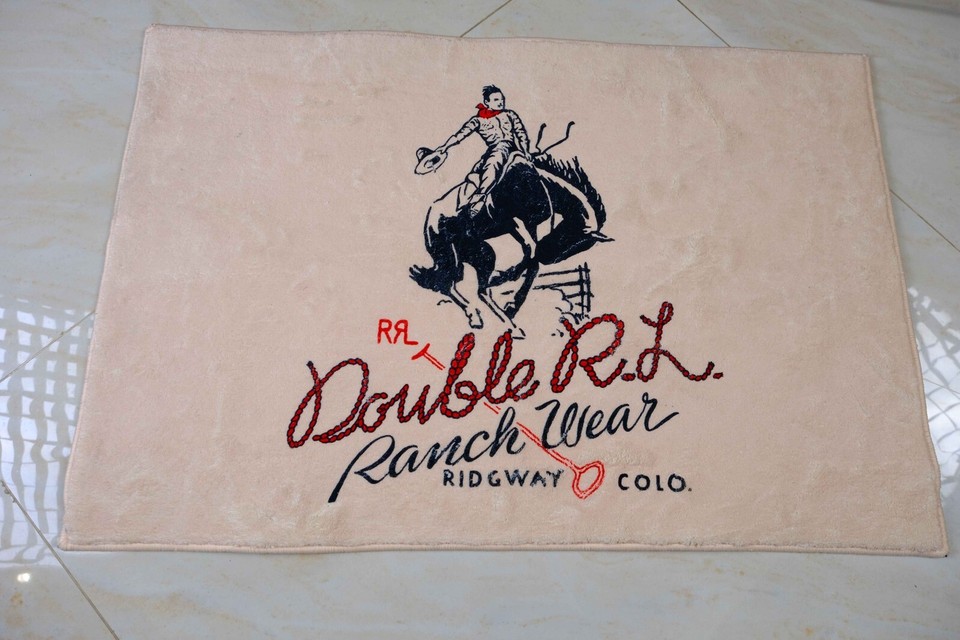 RRL
Double R.L.
Ranch Wear
RIDGWAY COLO.